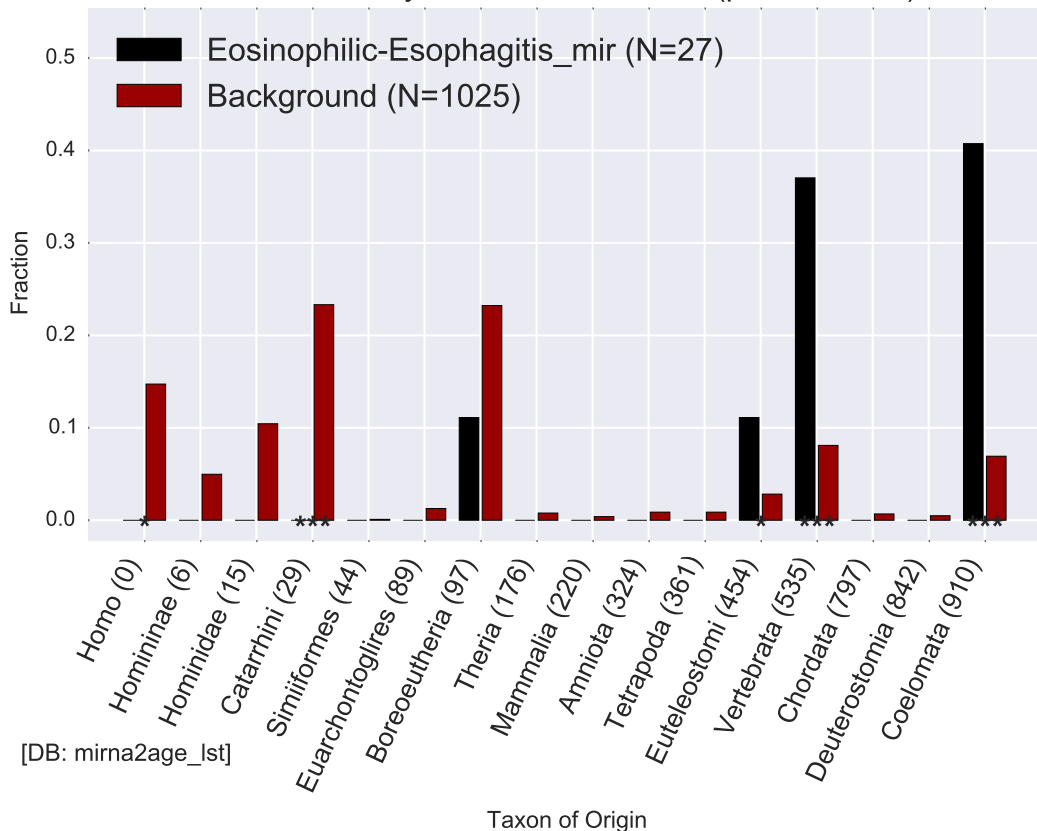 Eosinophilic-Esophagitis_mir (N=27)
Background (N=1025)
0.5
0.4
0.3
0.2
0.1
0.0
Fraction
* *** * *** ***
Homo (0)
Homininae (6)
Hominidae (15)
Catarrhini (29)
Simiiformes (44)
Euarchontoglires (89)
Boreoeutheria (97)
Theria (176)
Mammalia (220)
Amniota (324)
Tetrapoda (361)
Euteleostomi (454)
Vertebrata (535)
Chordata (797)
Deuterostomia (842)
Coelomata (910)
[DB: mirna2age_lst]
Taxon of Origin